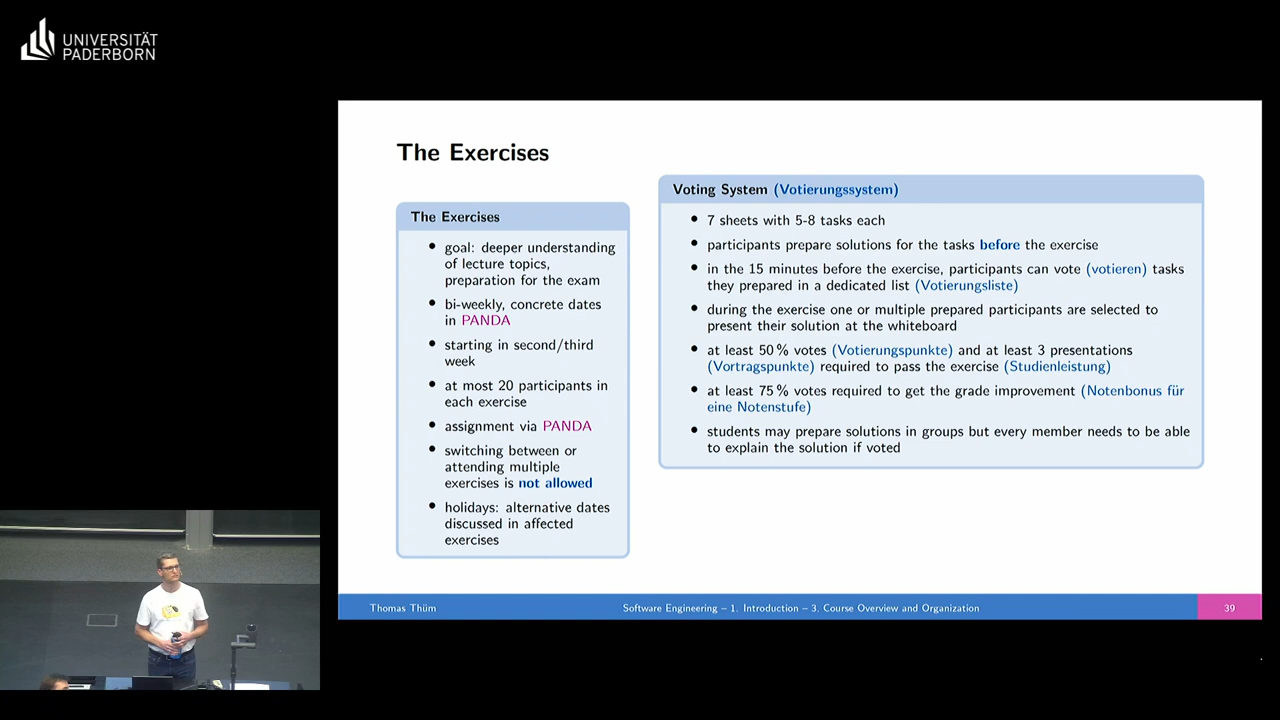 UNIVERSITÄT
PADERBORN
The Exercises
The Exercises
• goal: deeper understanding
of lecture topics,
preparation for the exam
• bi-weekly, concrete dates
in PANDA
• starting in second/third
week
• at most 20 participants in
each exercise
• assignment via PANDA
• switching between or
attending multiple
exercises is not allowed
• holidays: alternative dates
discussed in affected
exercises
Voting System (Votierungssystem)
• 7 sheets with 5-8 tasks each
• participants prepare solutions for the tasks before the exercise
• in the 15 minutes before the exercise, participants can vote (votieren) tasks
they prepared in a dedicated list (Votierungsliste)
• during the exercise one or multiple prepared participants are selected to
present their solution at the whiteboard
• at least 50 % votes (Votierungspunkte) and at least 3 presentations
(Vortragspunkte) required to pass the exercise (Studienleistung)
• at least 75 % votes required to get the grade improvement (Notenbonus für
eine Notenstufe)
• students may prepare solutions in groups but every member needs to be able
to explain the solution if voted
Thomas Thüm
Software Engineering – 1. Introduction – 3. Course Overview and Organization
39